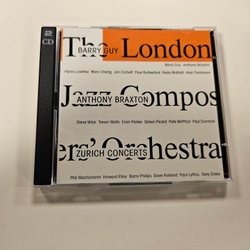 2
CD
The London
BARRY GUY
Barry Guy Anthony Braxton
Henry Lowther Marc Charig Jon Corbett Paul Rutherford Radu Malfatti Alan Tomlinson
Jazz Compos
ANTHONY BRAXTON
Steve Wick Trevor Watts Evan Parker Simon Picard Pete McPhail Paul Dunmall
ers' Orchestra
ZURICH CONCERTS
Phil Wachsmann Howard Riley Barre Phillips Dave Holland Paul Lytton Tony Oxley